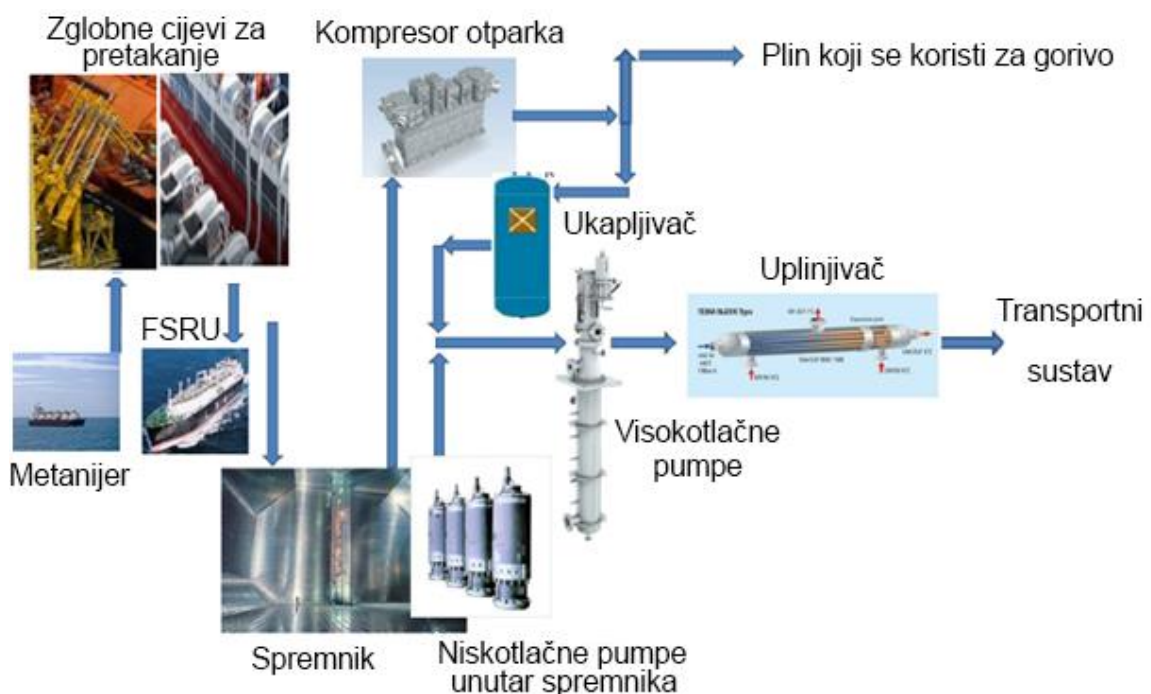 Zglobne cijevi za
pretakanje
Kompresor otparka
Plin koji se koristi za gorivo
Ukapljivač
Uplinjivač
Transportni
sustav
FSRU
Metanijer
Visokotlačne
pumpe
Spremnik
Niskotlačne pumpe
unutar spremnika